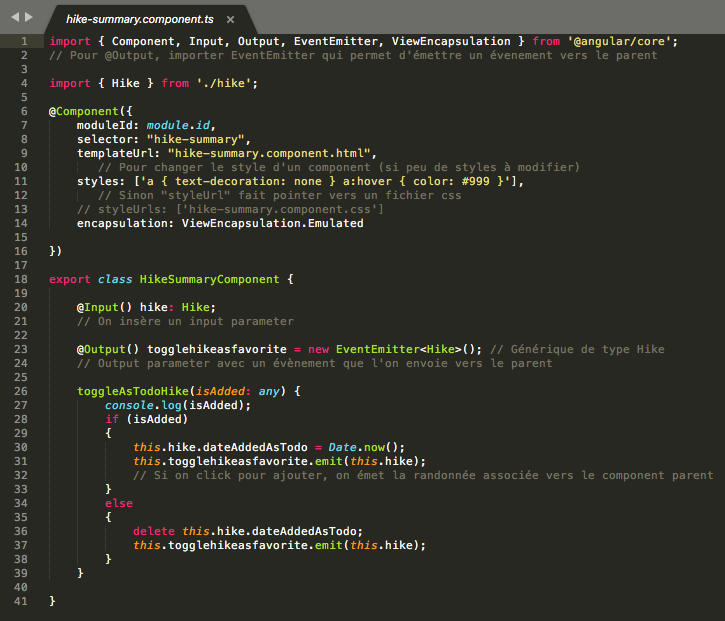 hike-summary.component.ts ×
1 import { Component, Input, Output, EventEmitter, ViewEncapsulation } from '@angular/core';
2 // Pour @Output, importer EventEmitter qui permet d'émettre un évenement vers le parent
3
4 import { Hike } from './hike';
5
6 @Component({
7 moduleId: module.id,
8 selector: "hike-summary",
9 templateUrl: "hike-summary.component.html",
10 // Pour changer le style d'un component (si peu de styles à modifier)
11 styles: ['a { text-decoration: none } a:hover { color: #999 }'],
12 // Sinon "styleUrl" fait pointer vers un fichier css
13 // styleUrls: ['hike-summary.component.css']
14 encapsulation: ViewEncapsulation.Emulated
15
16 })
17
18 export class HikeSummaryComponent {
19
20 @Input() hike: Hike;
21 // On insère un input parameter
22
23 @Output() togglehikeasfavorite = new EventEmitter<Hike>(); // Générique de type Hike
24 // Output parameter avec un évènement que l'on envoie vers le parent
25
26 toggleAsTodoHike(isAdded: any) {
27 console.log(isAdded);
28 if (isAdded)
29 {
30 this.hike.dateAddedAsTodo = Date.now();
31 this.togglehikeasfavorite.emit(this.hike);
32 // Si on click pour ajouter, on émet la randonnée associée vers le component parent
33 }
34 else
35 {
36 delete this.hike.dateAddedAsTodo;
37 this.togglehikeasfavorite.emit(this.hike);
38 }
39 }
40
41 }